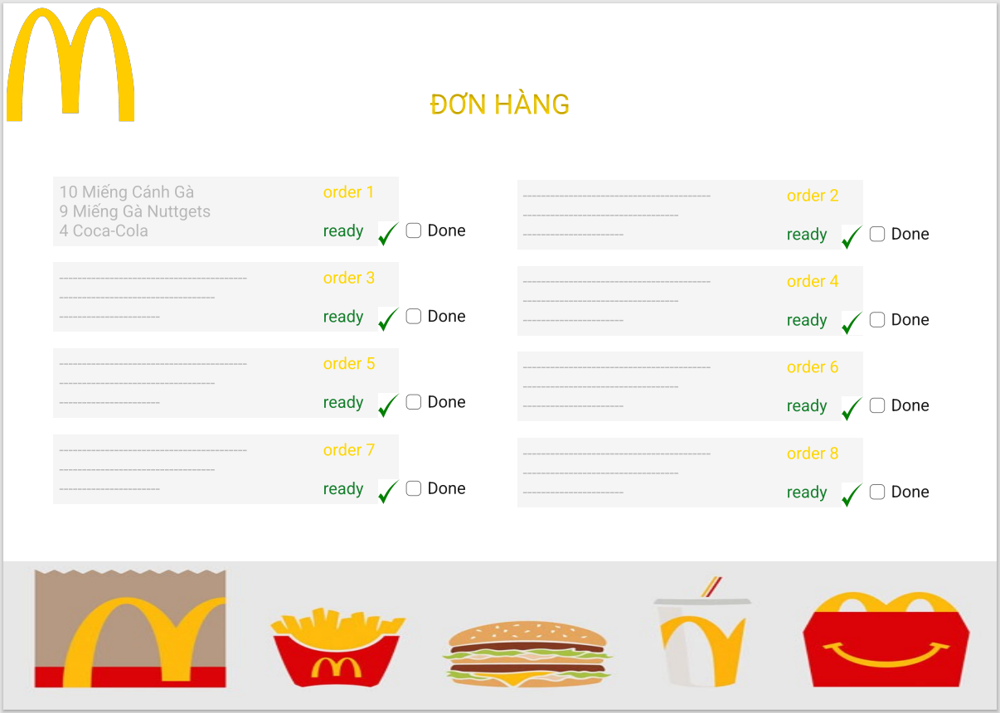 ĐƠN HÀNG
10 Miếng Cánh Gà
order 1
9 Miếng Gà Nuttgets
4 Coca-Cola
ready
Done
---------------------------------------
order 2
--------------------------------
---------------------
ready
Done
---------------------------------------
order 3
--------------------------------
---------------------
ready
Done
---------------------------------------
order 4
--------------------------------
---------------------
ready
Done
---------------------------------------
order 5
--------------------------------
---------------------
ready
Done
---------------------------------------
order 6
--------------------------------
---------------------
ready
Done
---------------------------------------
order 7
--------------------------------
---------------------
ready
Done
---------------------------------------
order 8
--------------------------------
---------------------
ready
Done